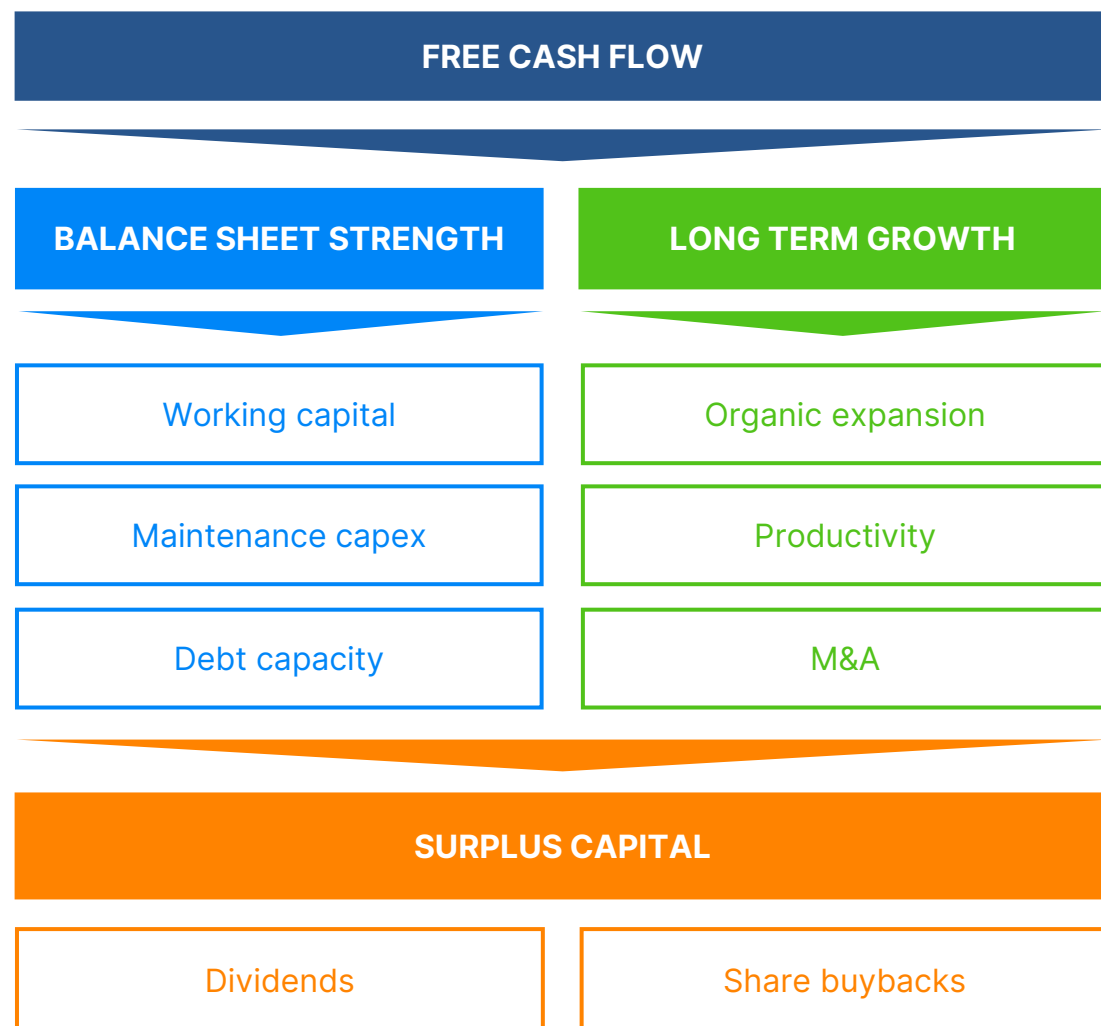 FREE CASH FLOW
BALANCE SHEET STRENGTH
LONG TERM GROWTH
Working capital
Organic expansion
Maintenance capex
Productivity
Debt capacity
M&A
SURPLUS CAPITAL
Dividends
Share buybacks